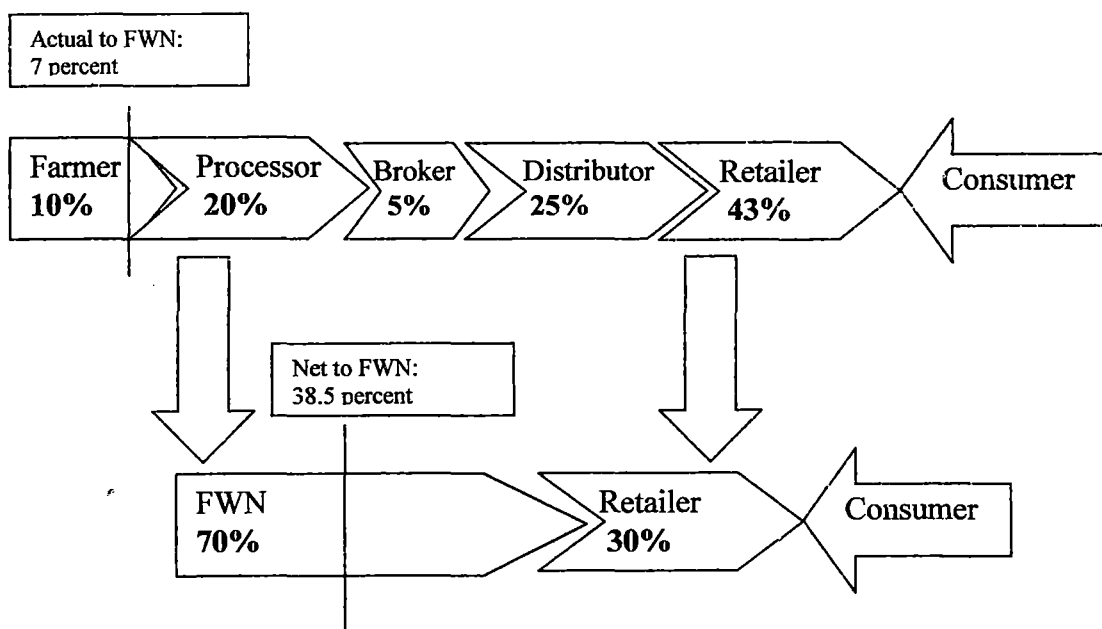 Actual to FWN:
7 percent
Farmer
10%
Processor
20%
Broker
5%
Distributor
25%
Retailer
43%
Consumer
Net to FWN:
38.5 percent
FWN
70%
Retailer
30%
Consumer